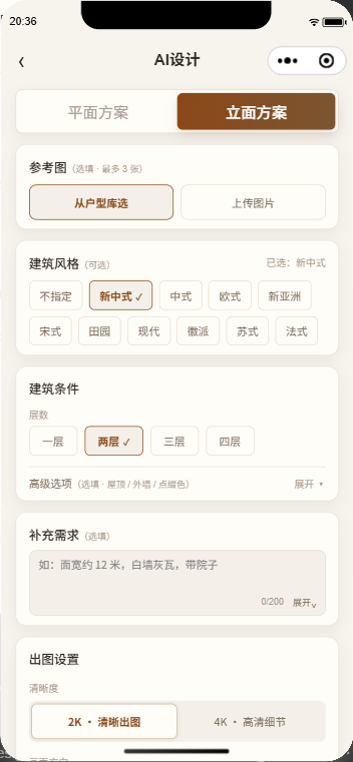 20:36
AI设计
平面方案 立面方案
参考图 (选填 · 最多 3 张)
从户型库选 上传图片
建筑风格 (可选) 已选：新中式
不指定 新中式 ✓ 中式 欧式 新亚洲
宋式 田园 现代 徽派 苏式 法式
建筑条件
层数
一层 两层 ✓ 三层 四层
高级选项 (选填 · 屋顶 / 外墙 / 点缀色) 展开
补充需求 (选填)
如：面宽约 12 米，白墙灰瓦，带院子
0/200 展开
出图设置
清晰度
2K · 清晰出图 4K · 高清细节